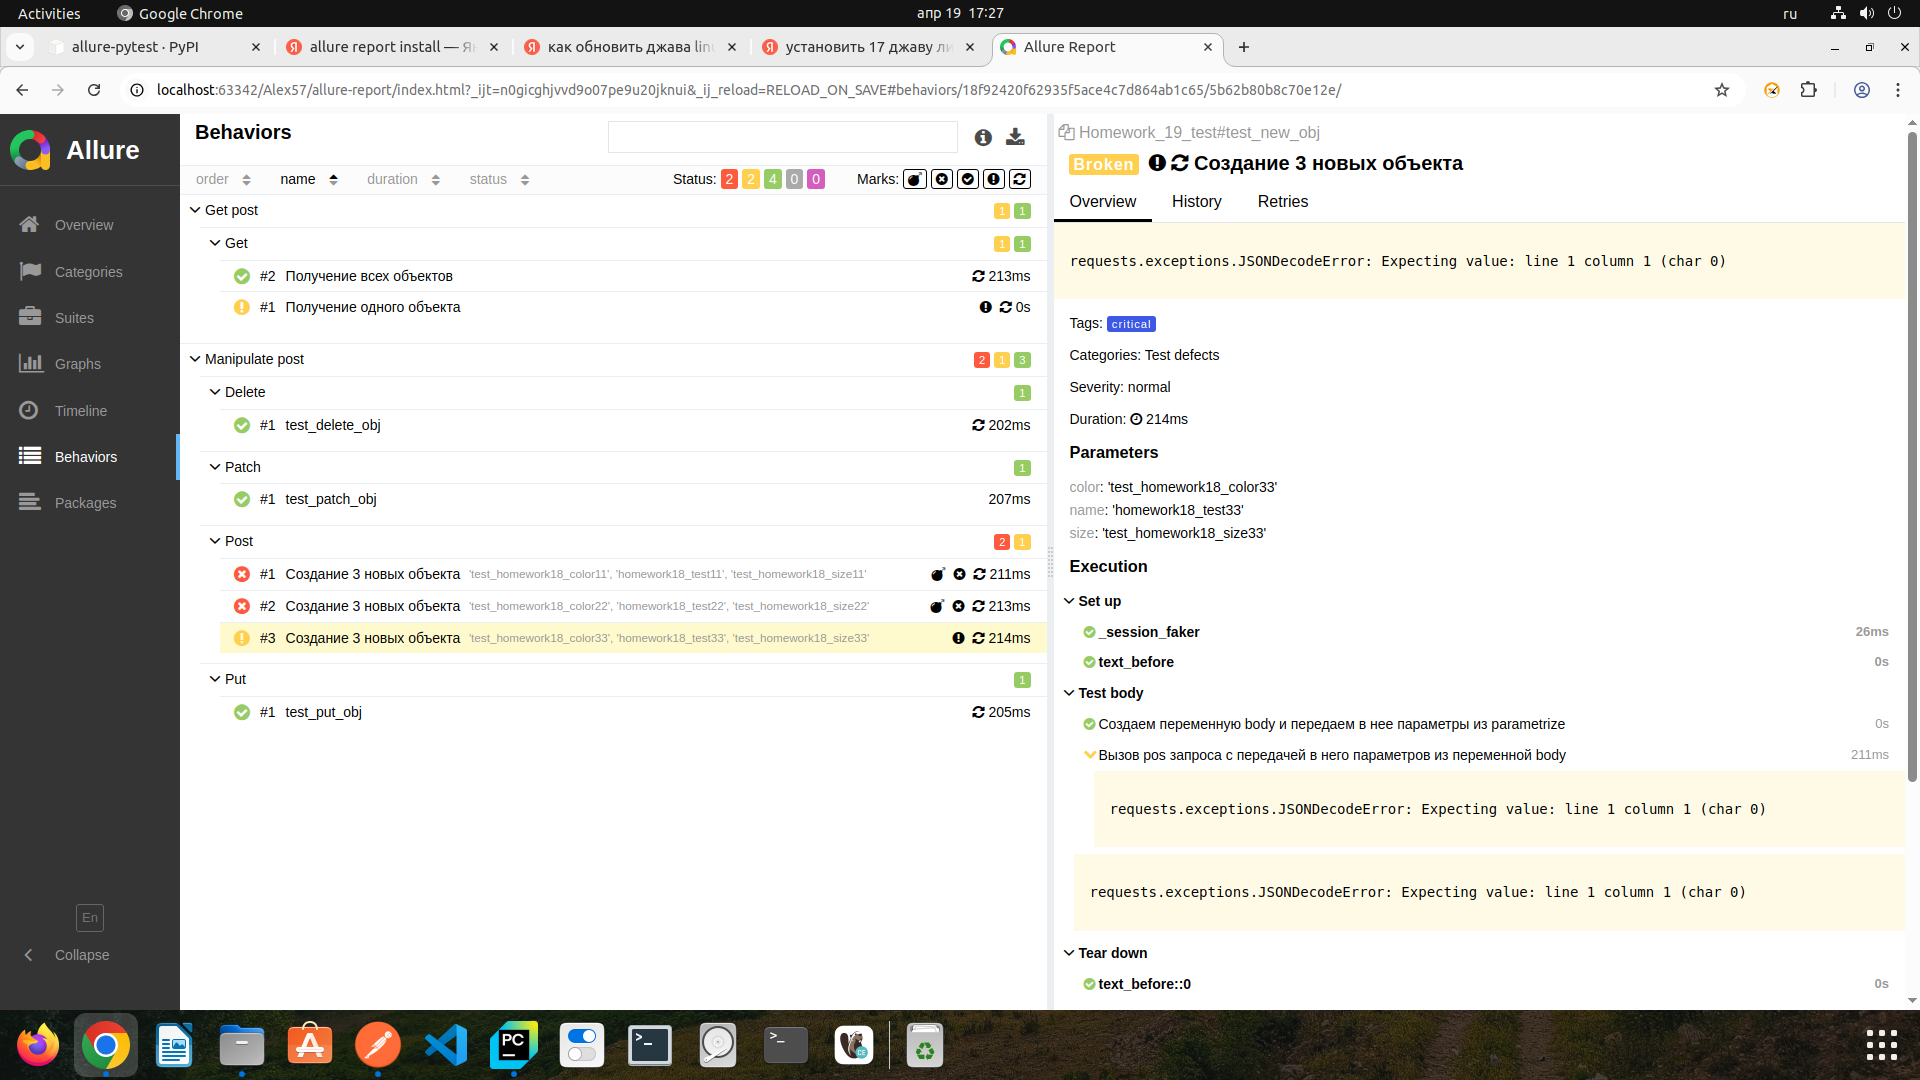 Activities
Google Chrome
апр 19 17:27
ru
allure-pytest · PyPI
allure report install — Ян
как обновить джава linu
установить 17 джаву ли
Allure Report
localhost:63342/Alex57/allure-report/index.html?_ijt=n0gicghjvvd9o07pe9u20jknui&_ij_reload=RELOAD_ON_SAVE#behaviors/18f92420f62935f5ace4c7d864ab1c65/5b62b80b8c70e12e/
Allure
Overview
Categories
Suites
Graphs
Timeline
Behaviors
Packages
En
Collapse
Behaviors
order name duration status
Status: 2 2 4 0 0 Marks:
Get post 1 1
Get 1 1
#2 Получение всех объектов 213ms
#1 Получение одного объекта 0s
Manipulate post 2 1 3
Delete 1
#1 test_delete_obj 202ms
Patch 1
#1 test_patch_obj 207ms
Post 2 1
#1 Создание 3 новых объекта 'test_homework18_color11', 'homework18_test11', 'test_homework18_size11' 211ms
#2 Создание 3 новых объекта 'test_homework18_color22', 'homework18_test22', 'test_homework18_size22' 213ms
#3 Создание 3 новых объекта 'test_homework18_color33', 'homework18_test33', 'test_homework18_size33' 214ms
Put 1
#1 test_put_obj 205ms
Homework_19_test#test_new_obj
Broken Создание 3 новых объекта
Overview History Retries
requests.exceptions.JSONDecodeError: Expecting value: line 1 column 1 (char 0)
Tags: critical
Categories: Test defects
Severity: normal
Duration: 214ms
Parameters
color: 'test_homework18_color33'
name: 'homework18_test33'
size: 'test_homework18_size33'
Execution
Set up
_session_faker 26ms
text_before 0s
Test body
Создаем переменную body и передаем в нее параметры из parametrize 0s
Вызов pos запроса с передачей в него параметров из переменной body 211ms
requests.exceptions.JSONDecodeError: Expecting value: line 1 column 1 (char 0)
requests.exceptions.JSONDecodeError: Expecting value: line 1 column 1 (char 0)
Tear down
text_before::0 0s
PC
CE